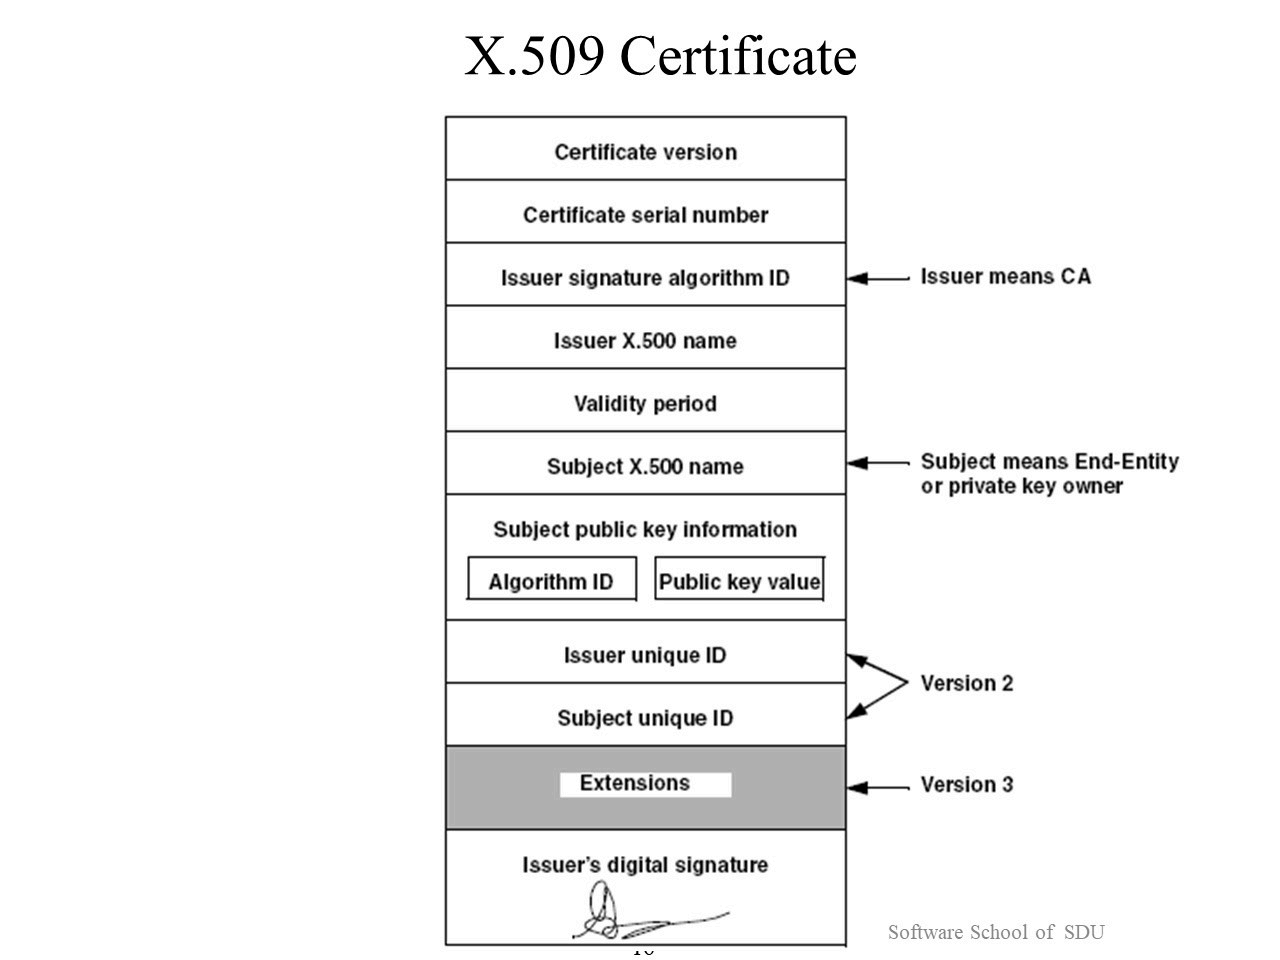 X.509 Certificate
Certificate version
Certificate serial number
Issuer signature algorithm ID
Issuer means CA
Issuer X.500 name
Validity period
Subject X.500 name
Subject means End-Entity
or private key owner
Subject public key information
Algorithm ID
Public key value
Issuer unique ID
Version 2
Subject unique ID
Extensions
Version 3
Issuer's digital signature
Software School of SDU